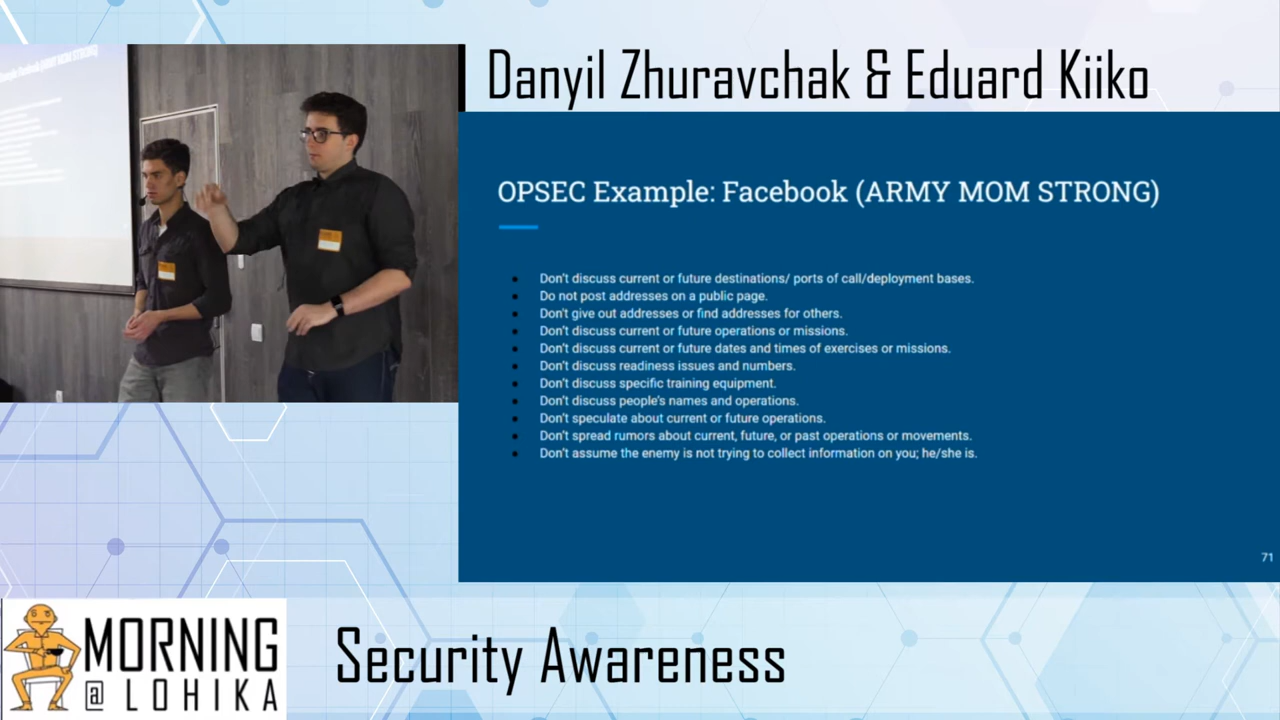 Danyil Zhuravchak & Eduard Kiiko
OPSEC Example: Facebook (ARMY MOM STRONG)
Don't discuss current or future destinations/ ports of call/deployment bases.
Do not post addresses on a public page.
Don't give out addresses or find addresses for others.
Don't discuss current or future operations or missions.
Don't discuss current or future dates and times of exercises or missions.
Don't discuss readiness issues and numbers.
Don't discuss specific training equipment.
Don't discuss people's names and operations.
Don't speculate about current or future operations.
Don't spread rumors about current, future, or past operations or movements.
Don't assume the enemy is not trying to collect information on you; he/she is.
71
MORNING
@ LOHIKA
Security Awareness